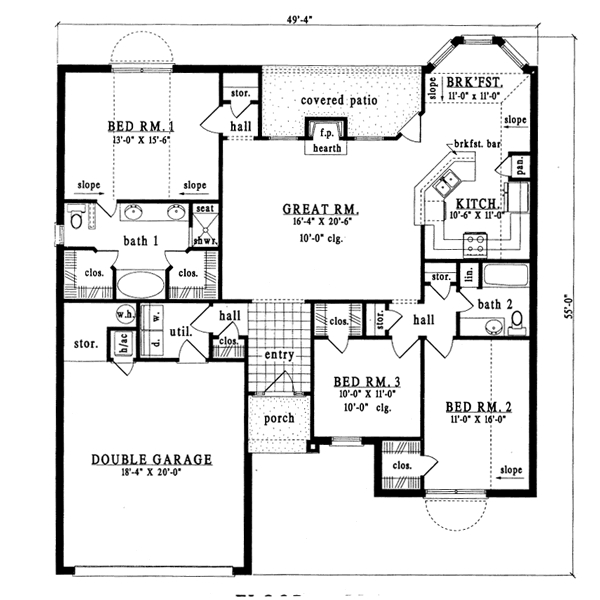 49'-4"
stor.
covered patio
BRK'FST.
11'-0" X 11'-0"
slope
slope
BED RM. 1
13'-0" X 15'-6"
hall
f.p.
hearth
brkfst. bar
pan.
slope
slope
KITCH.
10'-6" X 11'-0"
GREAT RM.
16'-4" X 20'-6"
10'-0" clg.
seat
shwr.
bath 1
clos.
clos.
stor.
lin.
bath 2
55'-0"
w.h.
w.
d.
util.
hall
clos.
stor.
h/ac
entry
clos.
stor.
hall
BED RM. 3
10'-0" X 11'-0"
10'-0" clg.
BED RM. 2
11'-0" X 16'-0"
porch
DOUBLE GARAGE
18'-4" X 20'-0"
clos.
slope